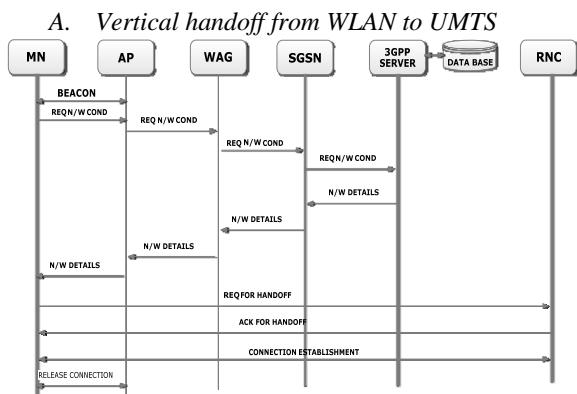 A. Vertical handoff from WLAN to UMTS
MN
AP
WAG
SGSN
3GPP
SERVER
DATA BASE
RNC
BEACON
REQ N/W COND
REQ N/W COND
REQ N/W COND
REQ N/W COND
N/W DETAILS
N/W DETAILS
N/W DETAILS
N/W DETAILS
REQ FOR HANDOFF
ACK FOR HANDOFF
CONNECTION ESTABLISHMENT
RELEASE CONNECTION